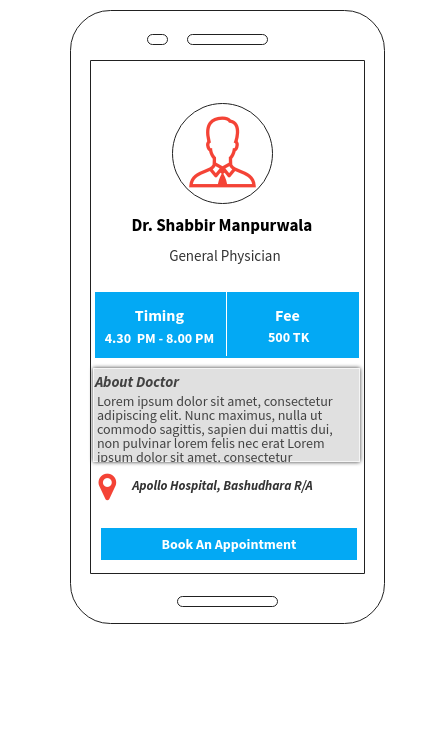 Dr. Shabbir Manpurwala
General Physician
Timing
4.30  PM - 8.00 PM
Fee
500 TK
About Doctor
Lorem ipsum dolor sit amet, consectetur
adipiscing elit. Nunc maximus, nulla ut
commodo sagittis, sapien dui mattis dui,
non pulvinar lorem felis nec erat Lorem
ipsum dolor sit amet, consectetur
Apollo Hospital, Bashudhara R/A
Book An Appointment